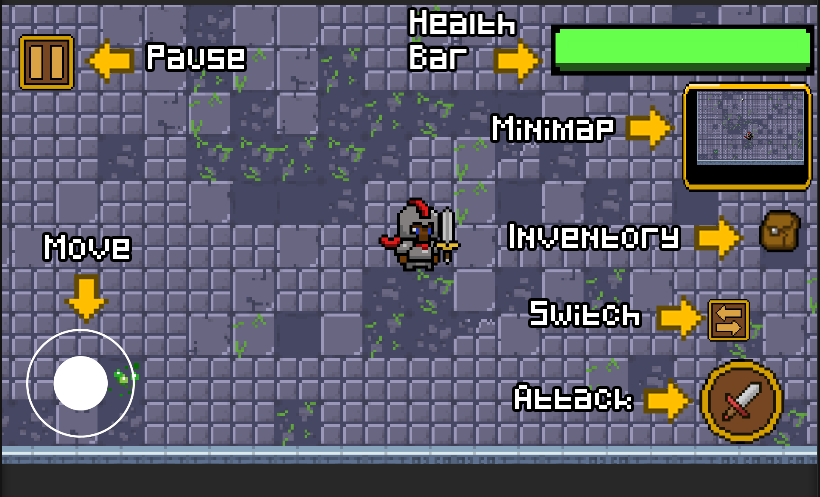 Health
Bar
Pause
Minimap
Inventory
Move
Switch
Attack